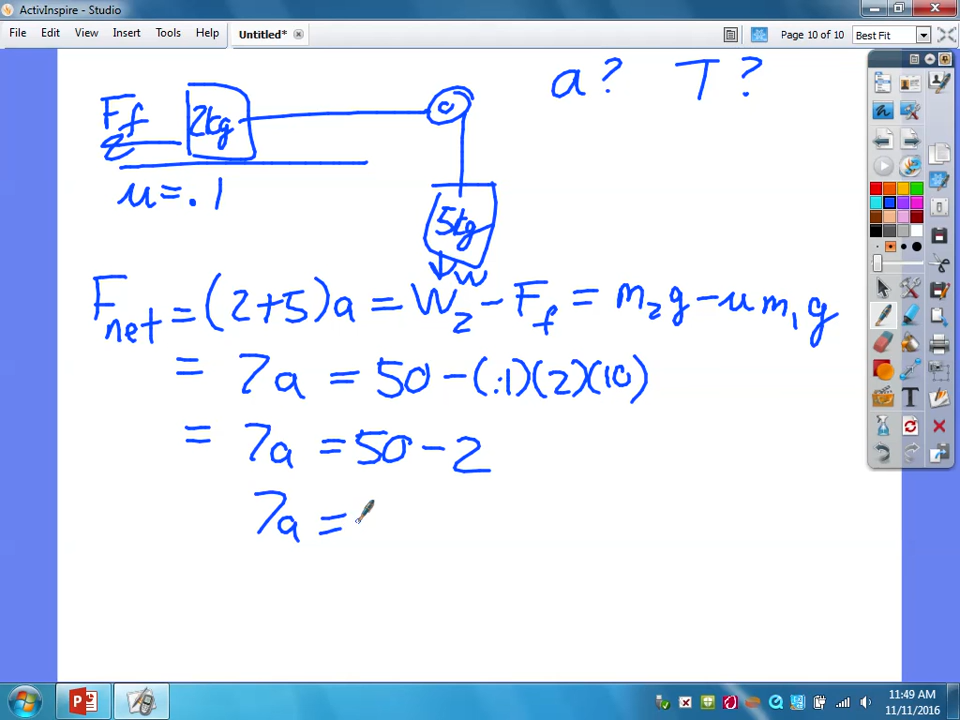 ActivInspire - Studio
File Edit View Insert Tools Help Untitled* Page 10 of 10 Best Fit
a? T?
Ff 2kg
u=.1
5kg
W
Fnet = (2+5)a = W2 - Ff = m2g - um1g
= 7a = 50 - (.1)(2)(10)
= 7a = 50 - 2
7a =
11:49 AM
11/11/2016